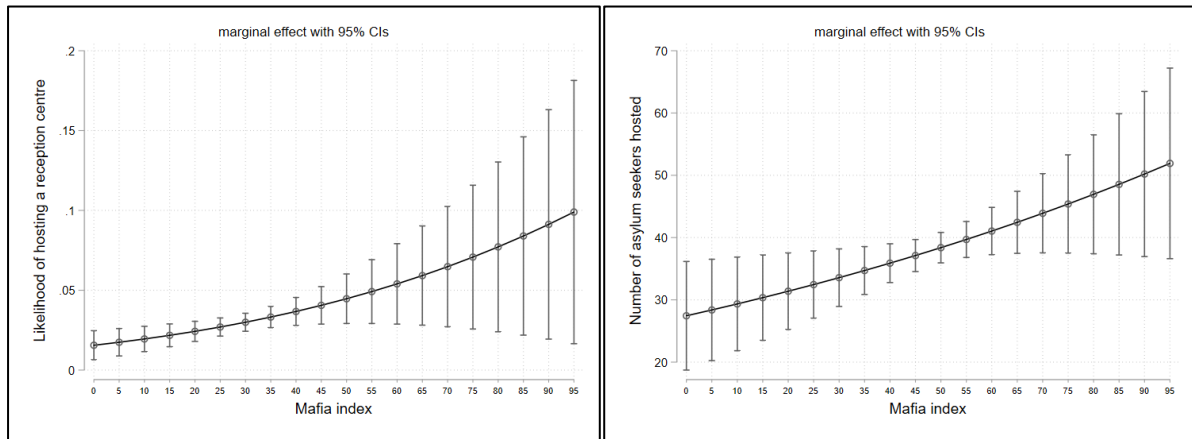 marginal effect with 95% CIs
Likelihood of hosting a reception centre
.2
.15
.1
.05
0
0 5 10 15 20 25 30 35 40 45 50 55 60 65 70 75 80 85 90 95
Mafia index
marginal effect with 95% CIs
Number of asylum seekers hosted
70
60
50
40
30
20
0 5 10 15 20 25 30 35 40 45 50 55 60 65 70 75 80 85 90 95
Mafia index